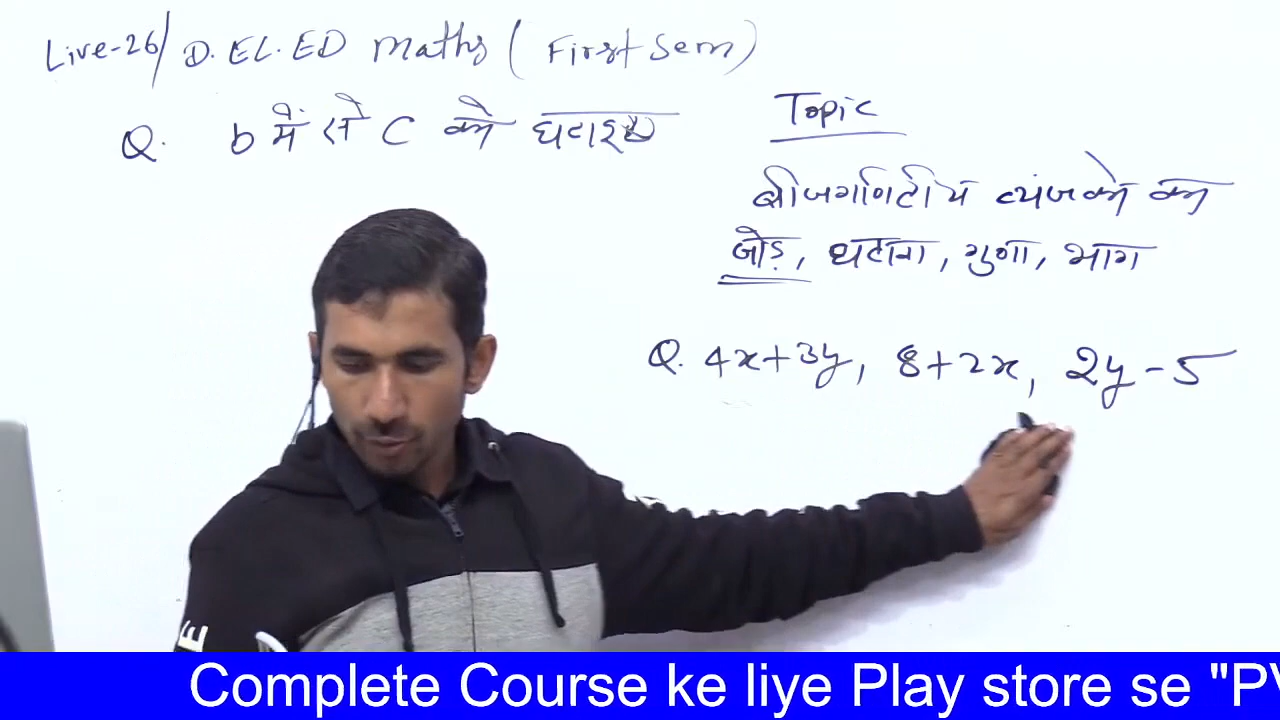 Live-26/ D.EL.ED Maths (First Sem)
Q. b में से C को घटाइए
Topic
बीजगणितीय व्यंजको का
जोड़, घटाना, गुणा, भाग
Q. 4x+3y, 8+2x, 2y-5
E
Complete Course ke liye Play store se "PV